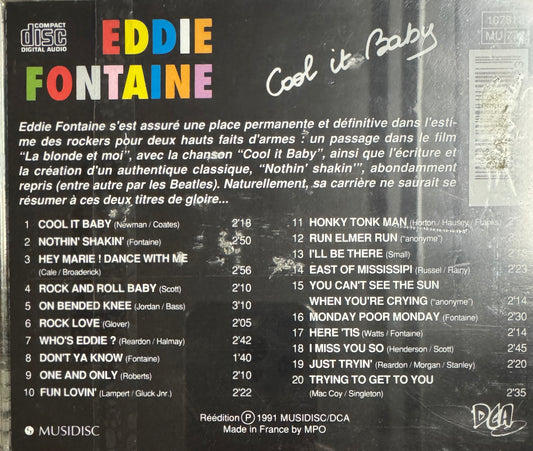 COMPACT
disc
DIGITAL AUDIO
EDDIE
FONTAINE
Cool it Baby
Eddie Fontaine s'est assuré une place permanente et définitive dans l'esti-
me des rockers pour deux hauts faits d'armes : un passage dans le film
“La blonde et moi”, avec la chanson “Cool it Baby”, ainsi que l'écriture et
la création d'un authentique classique, “Nothin' shakin'”, abondamment
repris (entre autre par les Beatles). Naturellement, sa carrière ne saurait se
résumer à ces deux titres de gloire...
1 COOL IT BABY (Newman / Coates) 2'18
2 NOTHIN' SHAKIN' (Fontaine) 2'50
3 HEY MARIE ! DANCE WITH ME
(Cale / Broaderick) 2'56
4 ROCK AND ROLL BABY (Scott) 2'10
5 ON BENDED KNEE (Jordan / Bass) 3'10
6 ROCK LOVE (Glover) 2'05
7 WHO'S EDDIE ? (Reardon / Halmay) 2'42
8 DON'T YA KNOW (Fontaine) 1'40
9 ONE AND ONLY (Roberts) 2'10
10 FUN LOVIN' (Lampert / Gluck Jnr.) 2'22
11 HONKY TONK MAN (Horton / Hausey / Franks)
12 RUN ELMER RUN (“anonyme”)
13 I'LL BE THERE (Small)
14 EAST OF MISSISSIPI (Russel / Rainy) 2'23
15 YOU CAN'T SEE THE SUN
WHEN YOU'RE CRYING (“anonyme”) 2'14
16 MONDAY POOR MONDAY (Fontaine) 2'30
17 HERE 'TIS (Watts / Fontaine) 2'14
18 I MISS YOU SO (Henderson / Scott) 2'45
19 JUST TRYIN' (Reardon / Morgan / Stanley) 2'20
20 TRYING TO GET TO YOU
(Mac Coy / Singleton) 2'35
MUSIDISC
Réédition Ⓟ 1991 MUSIDISC/DCA
Made in France by MPO
DCA